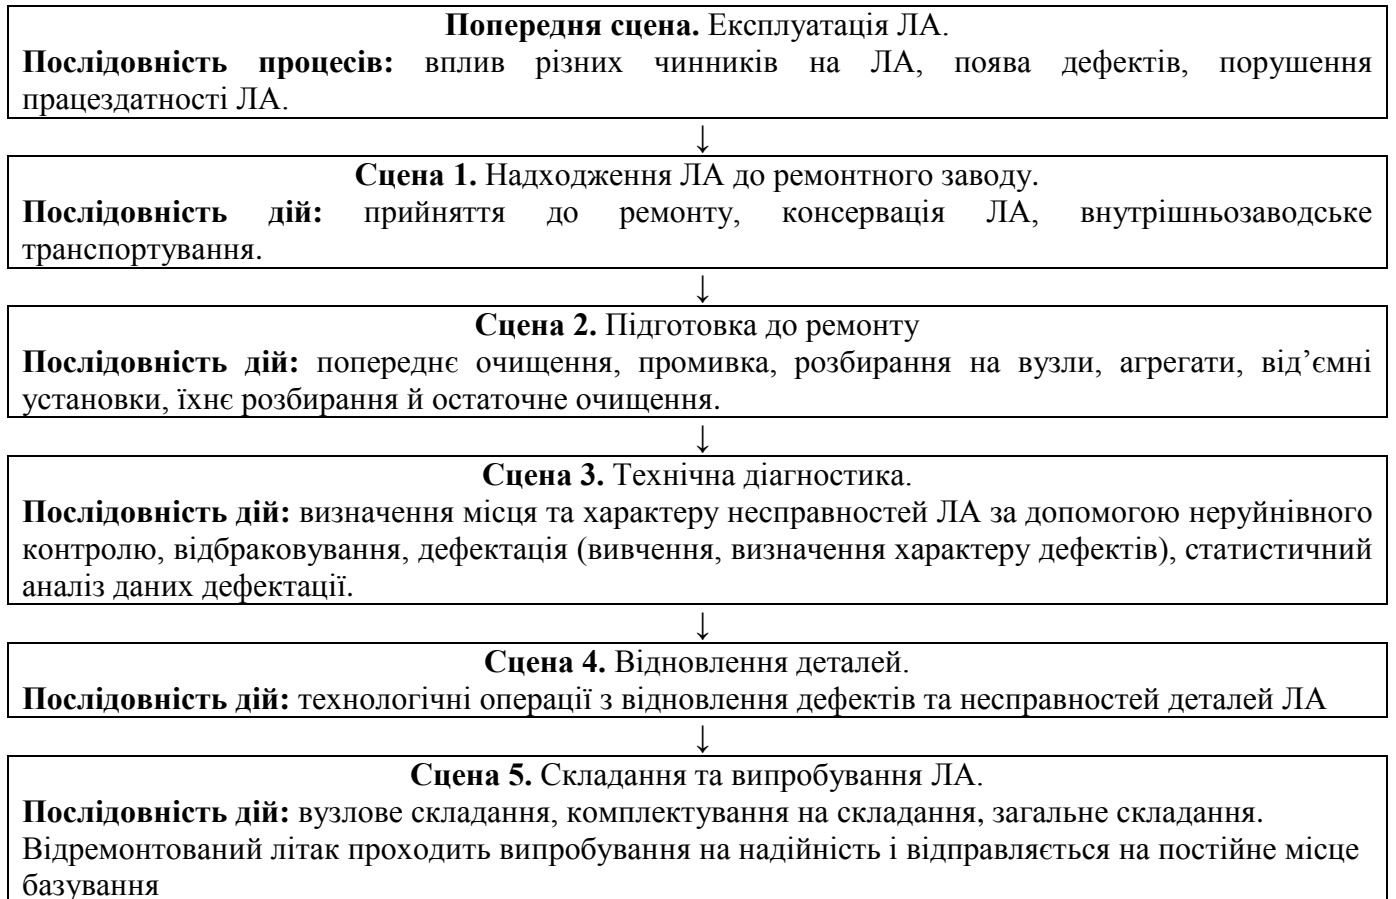 Попередня сцена. Експлуатація ЛА.
Послідовність процесів: вплив різних чинників на ЛА, поява дефектів, порушення
працездатності ЛА.
↓
Сцена 1. Надходження ЛА до ремонтного заводу.
Послідовність дій: прийняття до ремонту, консервація ЛА, внутрішньозаводське
транспортування.
↓
Сцена 2. Підготовка до ремонту
Послідовність дій: попереднє очищення, промивка, розбирання на вузли, агрегати, від’ємні
установки, їхнє розбирання й остаточне очищення.
↓
Сцена 3. Технічна діагностика.
Послідовність дій: визначення місця та характеру несправностей ЛА за допомогою неруйнівного
контролю, відбраковування, дефектація (вивчення, визначення характеру дефектів), статистичний
аналіз даних дефектації.
↓
Сцена 4. Відновлення деталей.
Послідовність дій: технологічні операції з відновлення дефектів та несправностей деталей ЛА
↓
Сцена 5. Складання та випробування ЛА.
Послідовність дій: вузлове складання, комплектування на складання, загальне складання.
Відремонтований літак проходить випробування на надійність і відправляється на постійне місце
базування